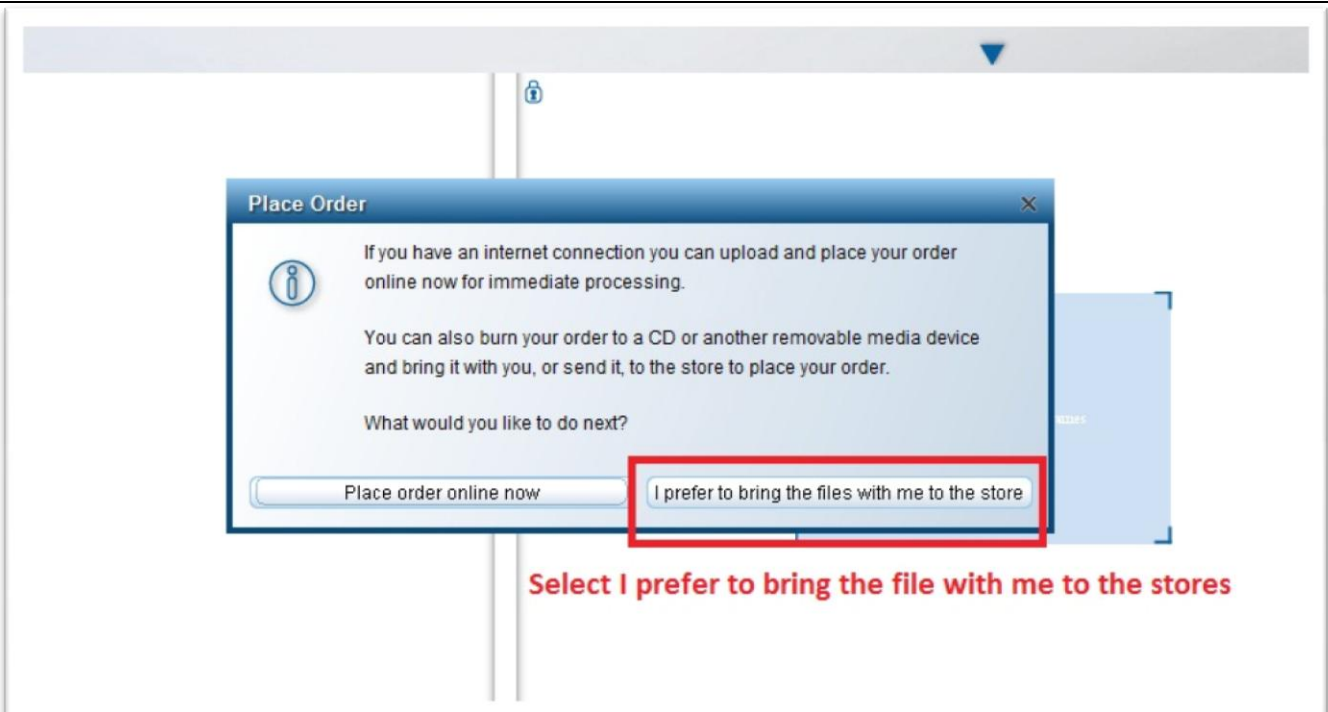 Place Order
If you have an internet connection you can upload and place your order
online now for immediate processing.
You can also burn your order to a CD or another removable media device
and bring it with you, or send it, to the store to place your order.
What would you like to do next?
Place order online now
I prefer to bring the files with me to the store
Select I prefer to bring the file with me to the stores